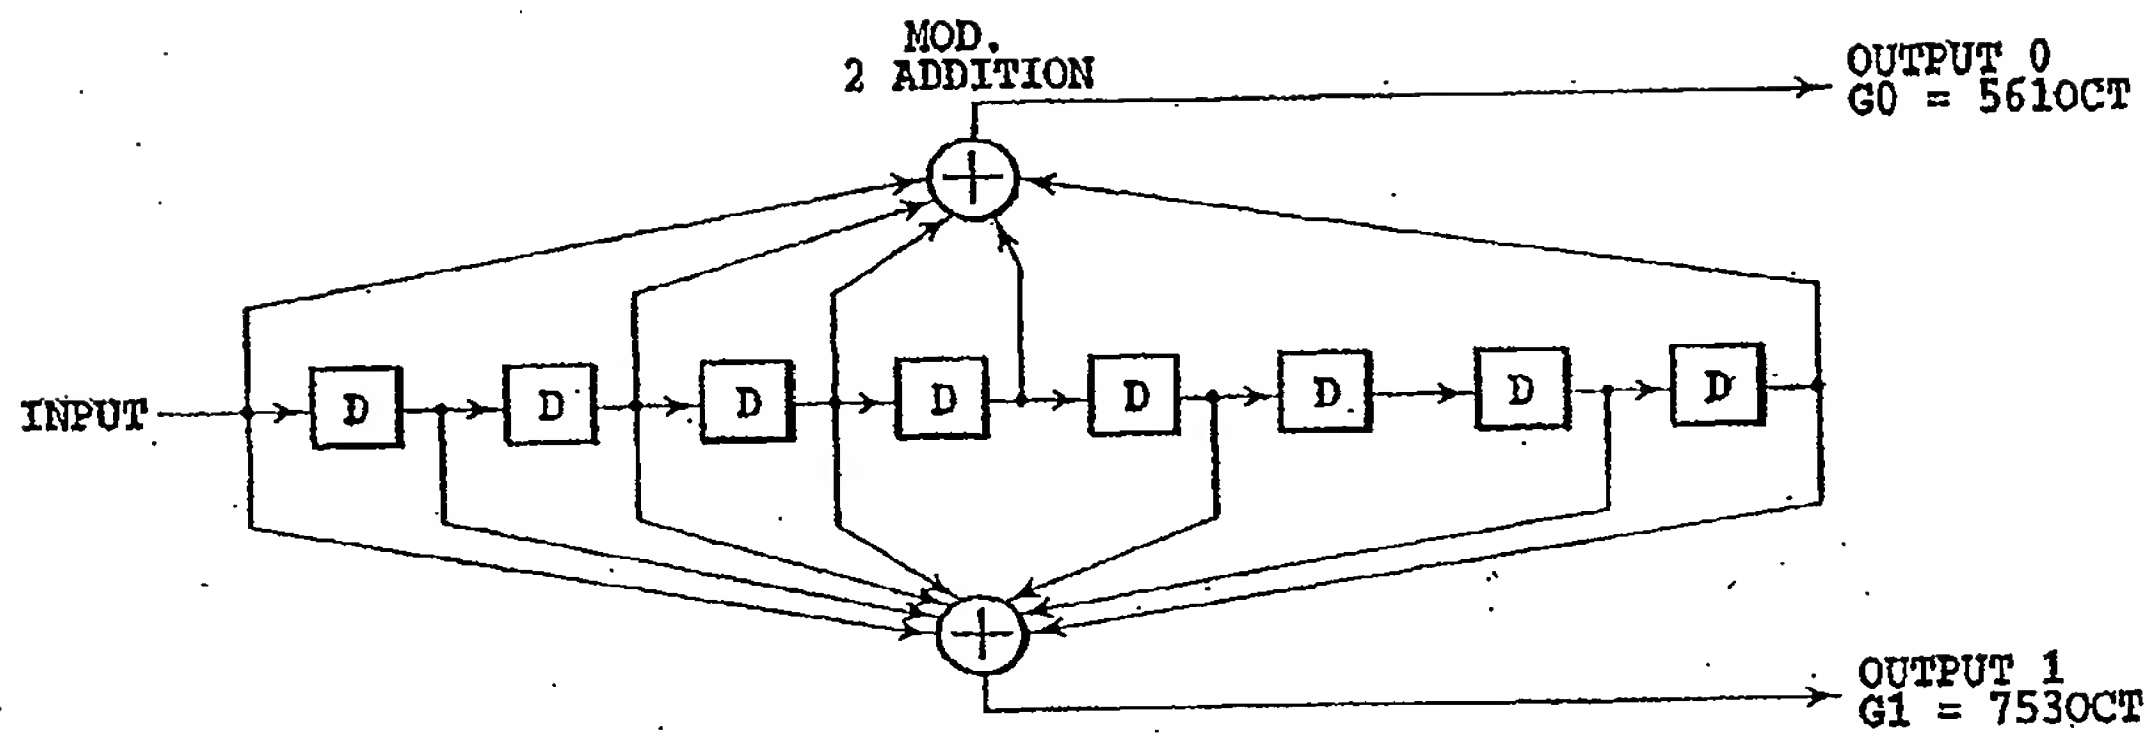 MOD.
2 ADDITION
OUTPUT 0
G0 = 561OCT
INPUT
D
D
D
D
D
D
D
D
OUTPUT 1
G1 = 753OCT